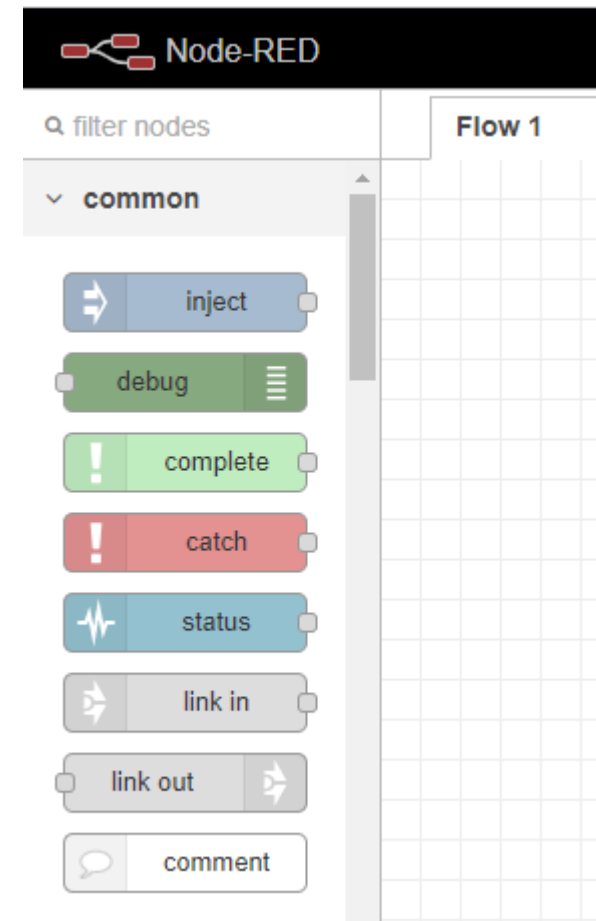 Node-RED
filter nodes
Flow 1
common
inject
debug
complete
catch
status
link in
link out
comment